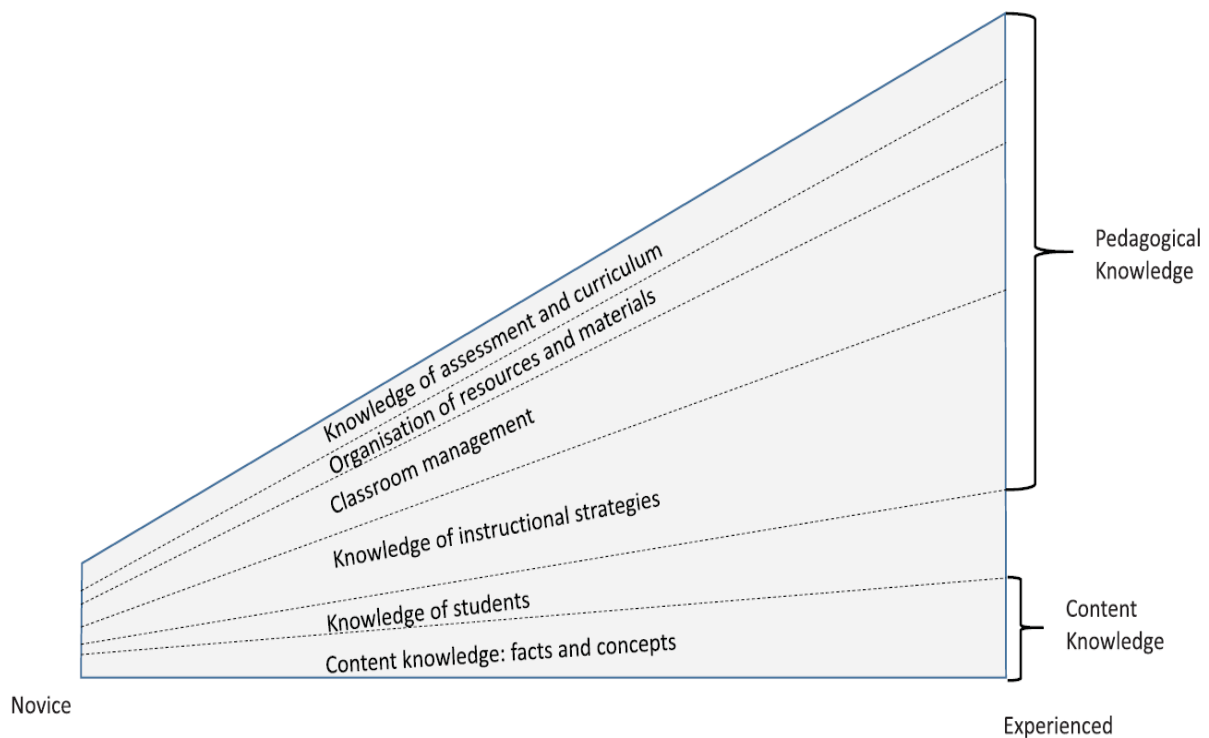 Knowledge of assessment and curriculum
Organisation of resources and materials
Classroom management
Knowledge of instructional strategies
Knowledge of students
Content knowledge: facts and concepts
Pedagogical
Knowledge
Content
Knowledge
Novice
Experienced